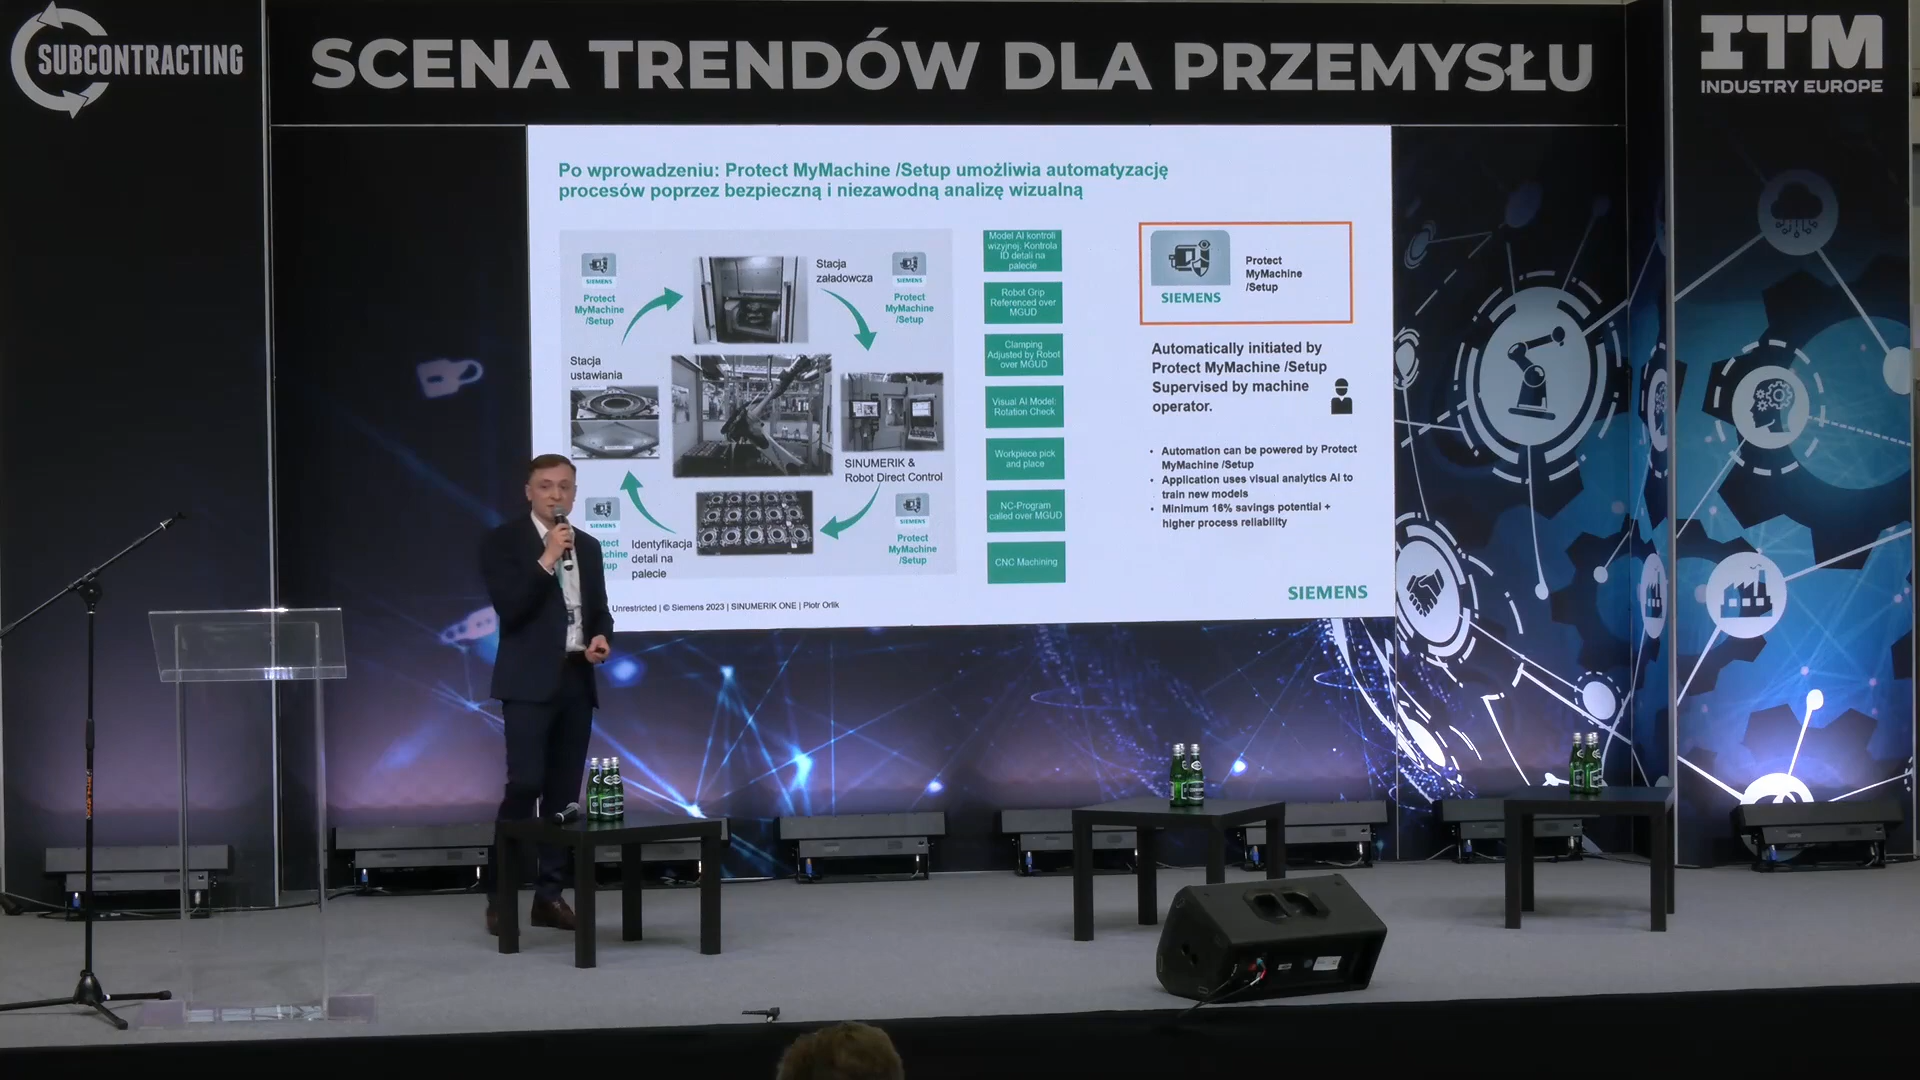 SUBCONTRACTING
SCENA TRENDÓW DLA PRZEMYSŁU
ITM
INDUSTRY EUROPE
Po wprowadzeniu: Protect MyMachine /Setup umożliwia automatyzację
procesów poprzez bezpieczną i niezawodną analizę wizualną
SIEMENS
Protect
MyMachine
/Setup
Stacja
załadowcza
SIEMENS
Protect
MyMachine
/Setup
Stacja
ustawiania
SINUMERIK &
Robot Direct Control
SIEMENS
Identyfikacja
detali na
palecie
SIEMENS
Protect
MyMachine
/Setup
Model AI kontroli
wizyjnej. Kontrola
ID detali na
palecie
Robot Grip
Referenced over
MGUD
Clamping
Adjusted by Robot
over MGUD
Visual AI Model:
Rotation Check
Workpiece pick
and place
NC-Program
called over MGUD
CNC Machining
SIEMENS
Protect
MyMachine
/Setup
Automatically initiated by
Protect MyMachine /Setup
Supervised by machine
operator.
• Automation can be powered by Protect
MyMachine /Setup
• Application uses visual analytics AI to
train new models
• Minimum 16% savings potential +
higher process reliability
Unrestricted | © Siemens 2023 | SINUMERIK ONE | Piotr Orlik
SIEMENS